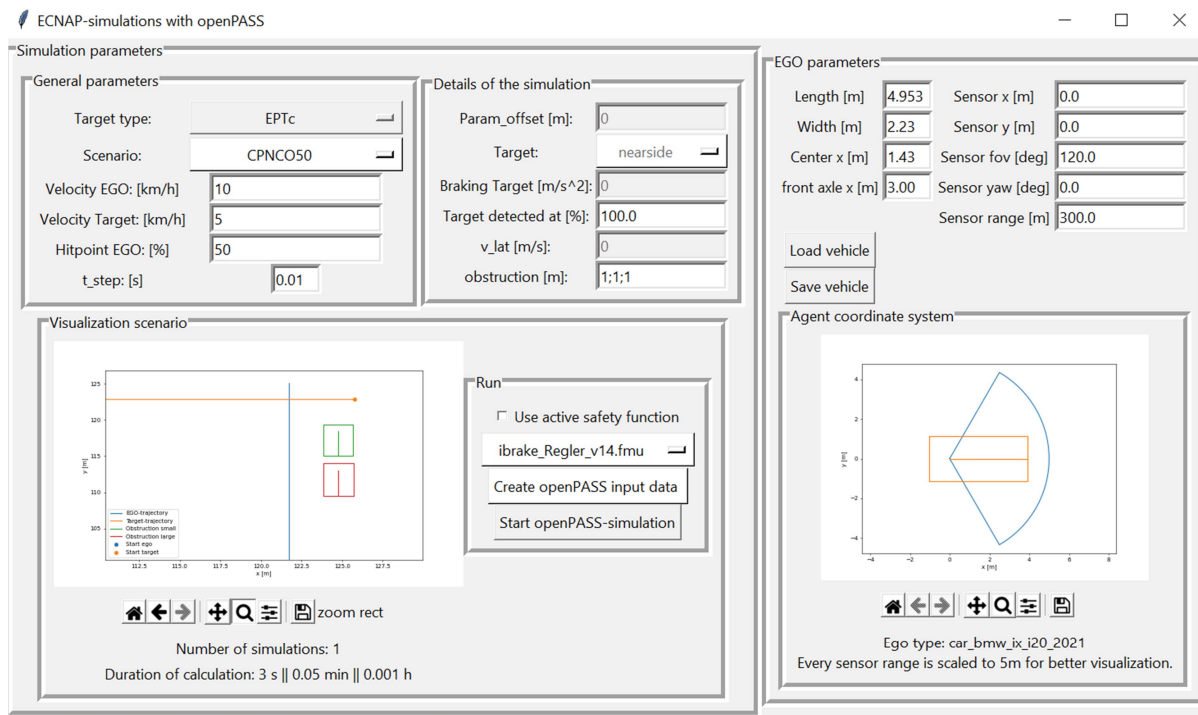 ECNAP-simulations with openPASS
Simulation parameters
General parameters
Target type: EPTc
Scenario: CPNCO50
Velocity EGO: [km/h] 10
Velocity Target: [km/h] 5
Hitpoint EGO: [%] 50
t_step: [s] 0.01
Details of the simulation
Param_offset [m]: 0
Target: nearside
Braking Target [m/s^2]: 0
Target detected at [%]: 100.0
v_lat [m/s]: 0
obstruction [m]: 1;1;1
Visualization scenario
125
120
115
110
105
y [m]
EGO-trajectory
Target-trajectory
Obstruction small
Obstruction large
Start ego
Start target
112.5 115.0 117.5 120.0 122.5 125.0 127.5
x [m]
zoom rect
Number of simulations: 1
Duration of calculation: 3 s || 0.05 min || 0.001 h
Run
Use active safety function
ibrake_Regler_v14.fmu
Create openPASS input data
Start openPASS-simulation
EGO parameters
Length [m] 4.953 Sensor x [m] 0.0
Width [m] 2.23 Sensor y [m] 0.0
Center x [m] 1.43 Sensor fov [deg] 120.0
front axle x [m] 3.00 Sensor yaw [deg] 0.0
Sensor range [m] 300.0
Load vehicle
Save vehicle
Agent coordinate system
4
2
0
−2
−4
y [m]
−4 −2 0 2 4 6 8
x [m]
Ego type: car_bmw_ix_i20_2021
Every sensor range is scaled to 5m for better visualization.